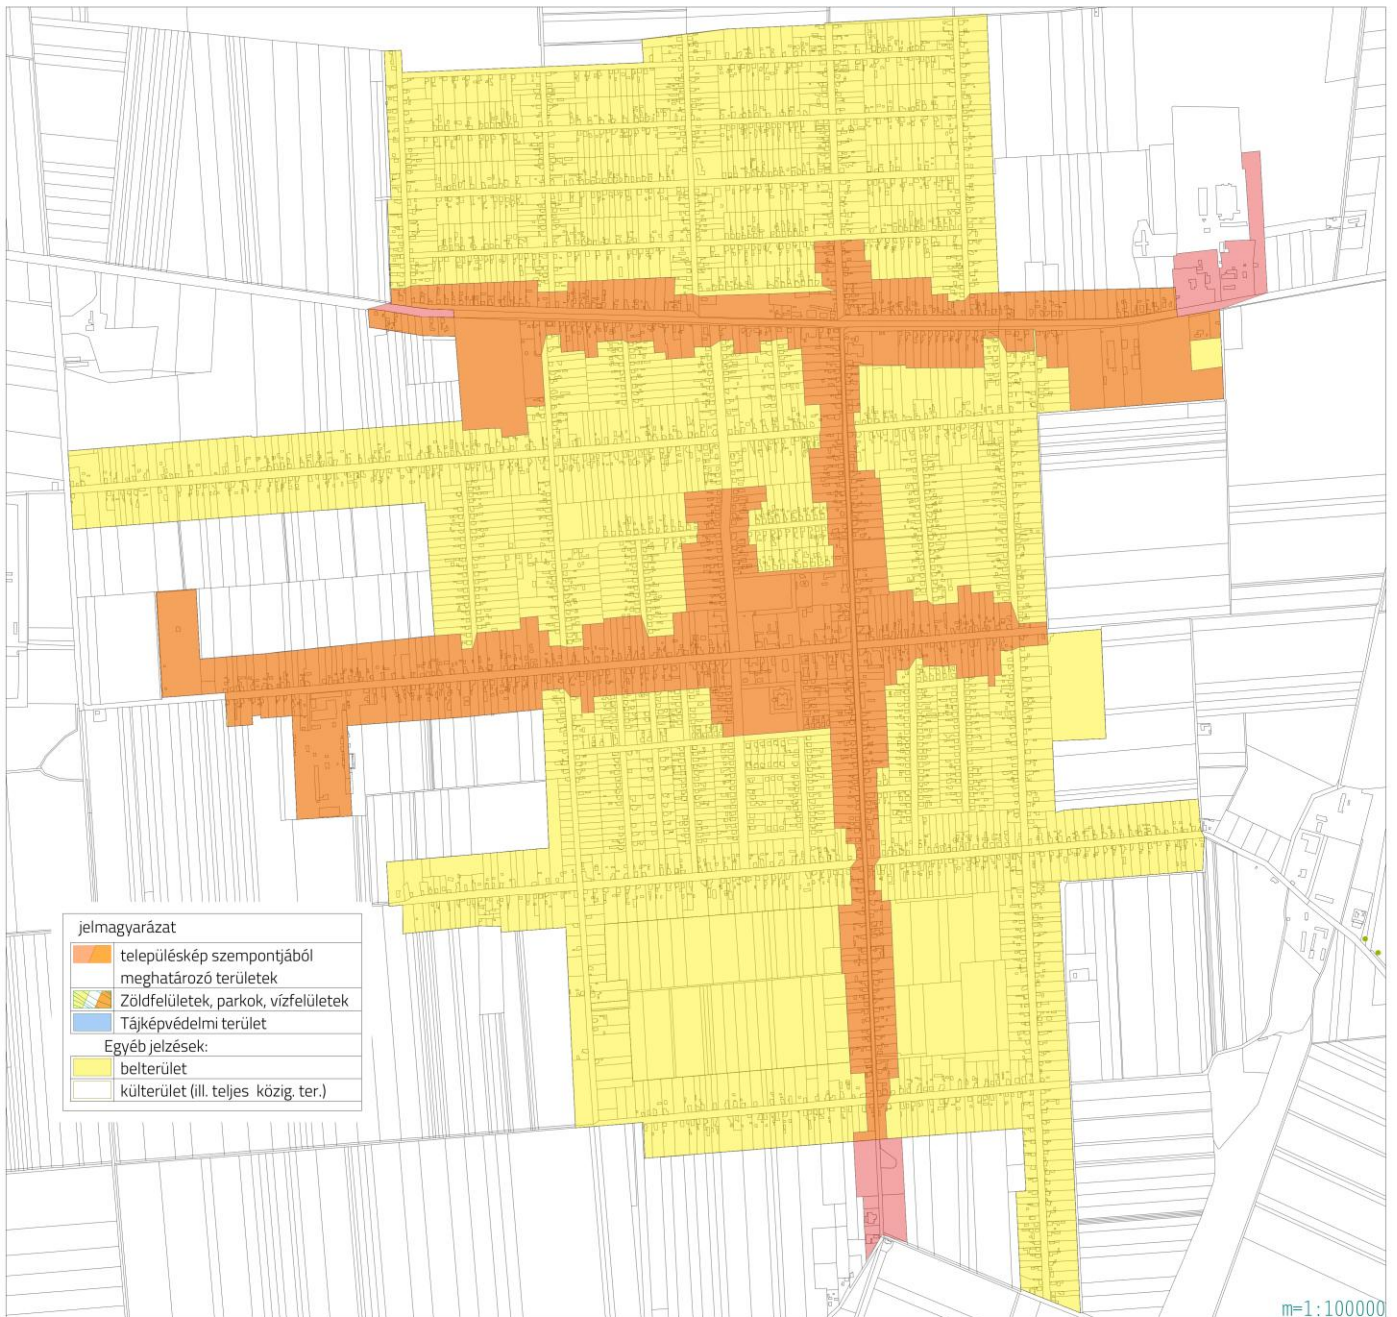 jelmagyarázat
településkép szempontjából
meghatározó területek
Zöldfelületek, parkok, vízfelületek
Tájképvédelmi terület
Egyéb jelzések:
belterület
külterület (ill. teljes közig. ter.)
m=1:100000